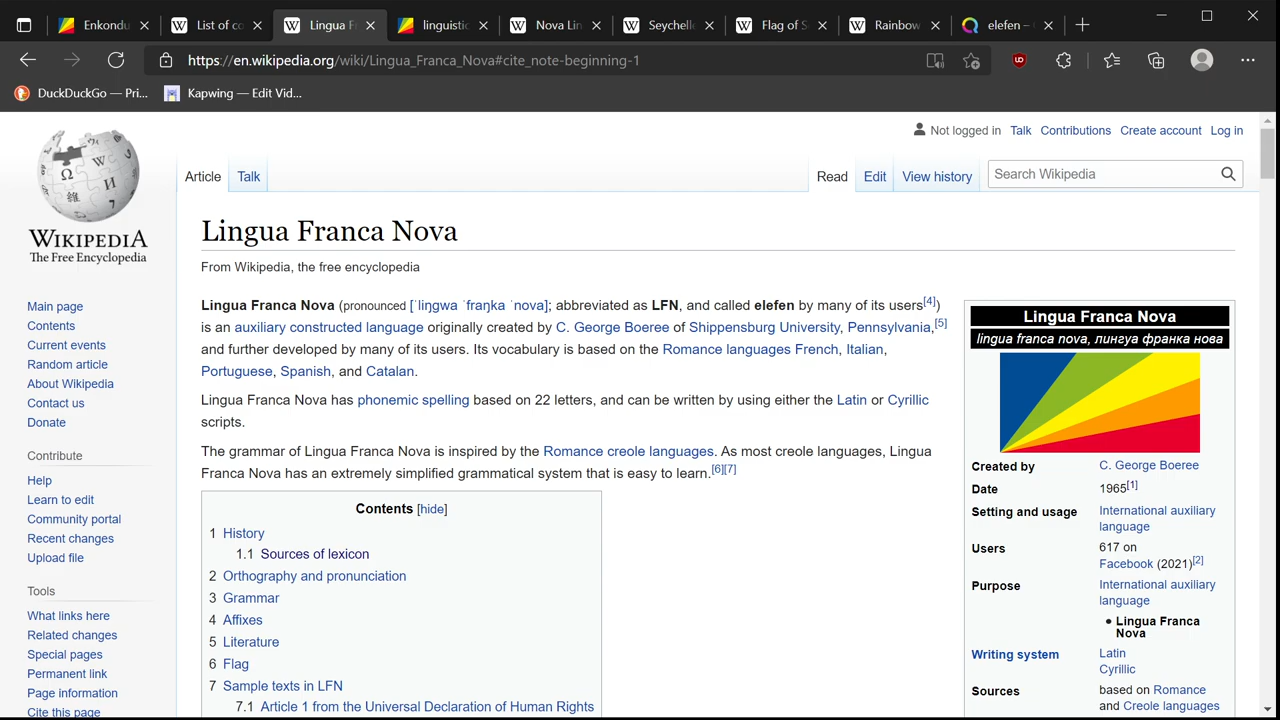 Enkondu
List of co
Lingua F
linguistic
Nova Lin
Seychelle
Flag of S
Rainbow
elefen –
https://en.wikipedia.org/wiki/Lingua_Franca_Nova#cite_note-beginning-1
DuckDuckGo — Pri...
Kapwing — Edit Vid...
Not logged in Talk Contributions Create account Log in
Article Talk
Read Edit View history
Search Wikipedia
WIKIPEDIA
The Free Encyclopedia
Main page
Contents
Current events
Random article
About Wikipedia
Contact us
Donate
Contribute
Help
Learn to edit
Community portal
Recent changes
Upload file
Tools
What links here
Related changes
Special pages
Permanent link
Page information
Cite this page
Lingua Franca Nova
From Wikipedia, the free encyclopedia
Lingua Franca Nova (pronounced [ˈliŋɡwa ˈfraŋka ˈnova]; abbreviated as LFN, and called elefen by many of its users[4])
is an auxiliary constructed language originally created by C. George Boeree of Shippensburg University, Pennsylvania,[5]
and further developed by many of its users. Its vocabulary is based on the Romance languages French, Italian,
Portuguese, Spanish, and Catalan.
Lingua Franca Nova has phonemic spelling based on 22 letters, and can be written by using either the Latin or Cyrillic
scripts.
The grammar of Lingua Franca Nova is inspired by the Romance creole languages. As most creole languages, Lingua
Franca Nova has an extremely simplified grammatical system that is easy to learn.[6][7]
Contents [hide]
1 History
1.1 Sources of lexicon
2 Orthography and pronunciation
3 Grammar
4 Affixes
5 Literature
6 Flag
7 Sample texts in LFN
7.1 Article 1 from the Universal Declaration of Human Rights
Lingua Franca Nova
lingua franca nova, лингуа франка нова
Created by C. George Boeree
Date 1965[1]
Setting and usage International auxiliary
language
Users 617 on
Facebook (2021)[2]
Purpose International auxiliary
language
• Lingua Franca
Nova
Writing system Latin
Cyrillic
Sources based on Romance
and Creole languages